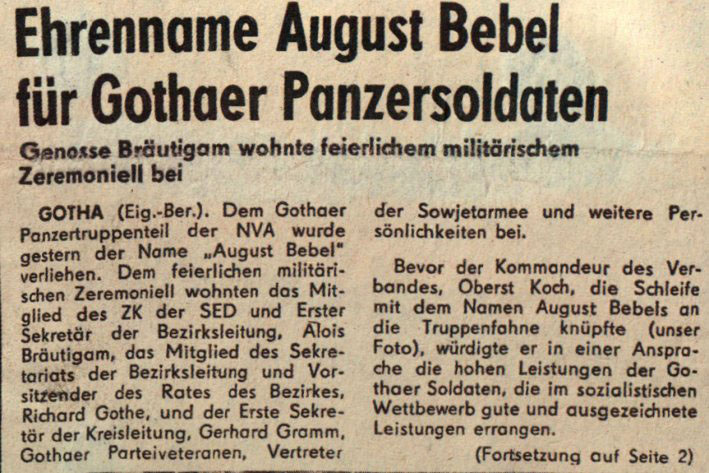 Ehrenname August Bebel
für Gothaer Panzersoldaten
Genosse Bräutigam wohnte feierlichem militärischem
Zeremoniell bei
GOTHA (Eig.-Ber.). Dem Gothaer
Panzertruppenteil der NVA wurde
gestern der Name „August Bebel“
verliehen. Dem feierlichen militäri-
schen Zeremoniell wohnten das Mit-
glied des ZK der SED und Erster
Sekretär der Bezirksleitung, Alois
Bräutigam, das Mitglied des Sekre-
tariats der Bezirksleitung und Vor-
sitzender des Rates des Bezirkes,
Richard Gothe, und der Erste Sekre-
tär der Kreisleitung, Gerhard Gramm,
Gothaer Parteiveteranen, Vertreter
der Sowjetarmee und weitere Per-
sönlichkeiten bei.
Bevor der Kommandeur des Ver-
bandes, Oberst Koch, die Schleife
mit dem Namen August Bebels an
die Truppenfahne knüpfte (unser
Foto), würdigte er in einer Anspra-
che die hohen Leistungen der Go-
thaer Soldaten, die im sozialistischen
Wettbewerb gute und ausgezeichnete
Leistungen errangen.
(Fortsetzung auf Seite 2)